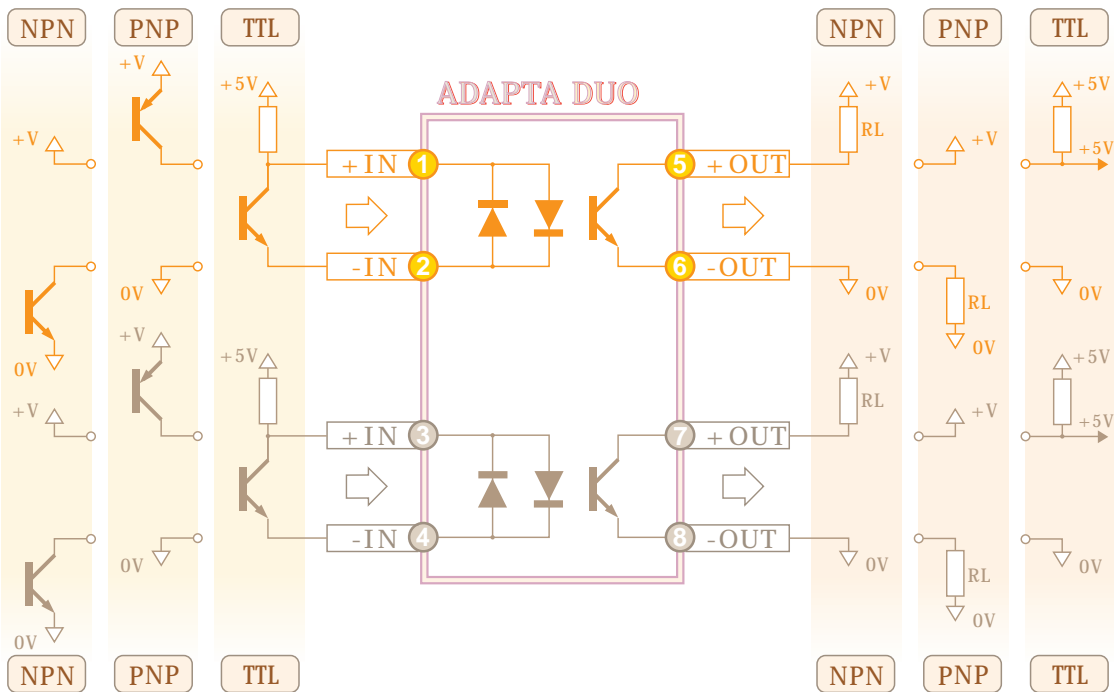 NPN PNP TTL NPN PNP TTL
+V +5V +V +5V
ADAPTA DUO
RL
+V +V
+IN 1 5 +OUT +5V
-IN 2 6 -OUT
0V 0V 0V
RL
+V 0V
0V +5V +V +5V
+V RL +V
+5V
+IN 3 7 +OUT
-IN 4 8 -OUT
0V 0V 0V
RL
0V 0V
NPN PNP TTL NPN PNP TTL